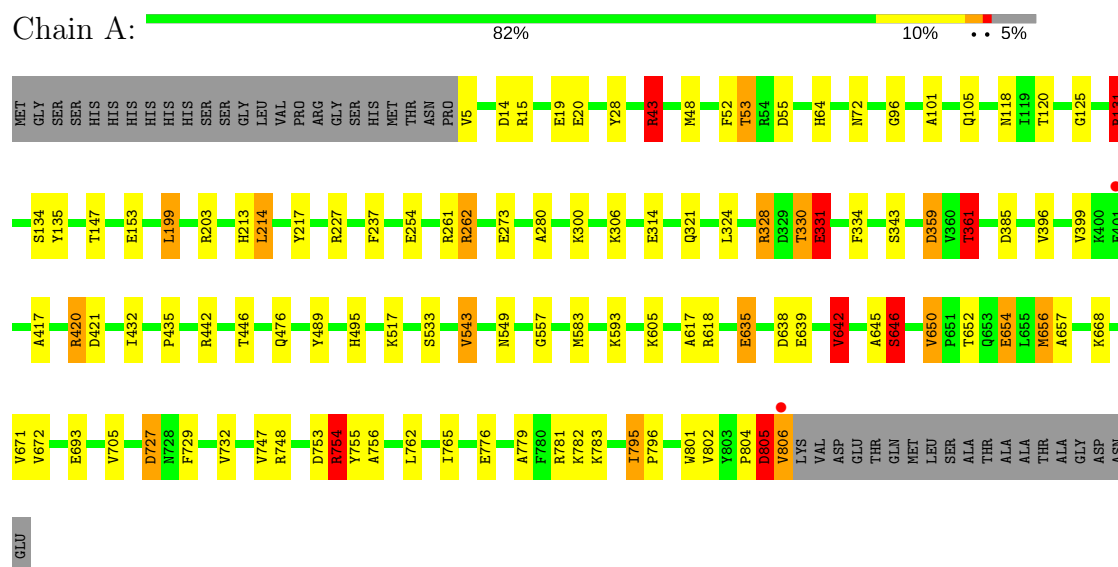 Chain A:
82% 10% • • 5%
MET GLY SER SER HIS HIS HIS HIS HIS HIS SER SER GLY LEU VAL PRO ARG GLY SER HIS MET THR ASN PRO V5 D14 R15 E19 E20 Y28 R43 M48 F52 T53 R54 D55 H64 N72 G96 A101 Q105 N118 I119 T120 G125 R131
S134 Y135 T147 E153 L199 R203 H213 L214 Y217 R227 F237 E254 R261 R262 E273 A280 K300 K306 E314 Q321 L324 R328 D329 T330 E331 F334 S343 D359 V360 T361 D385 V396 V399 K400 E401
A417 R420 D421 I432 P435 R442 T446 Q476 Y489 H495 K517 S533 V543 N549 G557 M583 K593 K605 A617 R618 E635 D638 E639 V642 A645 S646 V650 P651 T652 Q653 E654 L655 M656 A657 K668
V671 V672 E693 V705 D727 N728 F729 V732 V747 R748 D753 R754 Y755 A756 L762 I765 E776 A779 F780 R781 K782 K783 I795 P796 W801 V802 Y803 P804 D805 V806 LYS VAL ASP GLU THR GLN MET LEU SER ALA THR ALA ALA THR ALA GLY ASP ASN
GLU